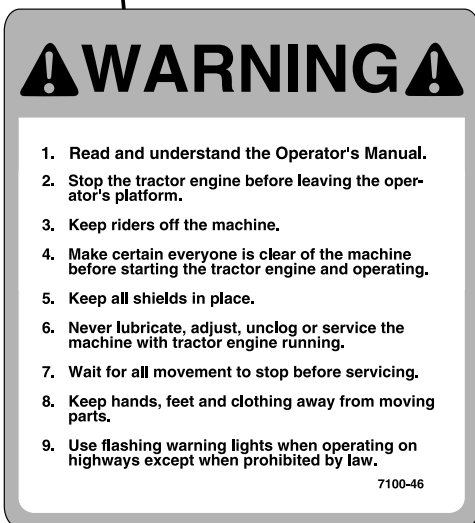 WARNING
1. Read and understand the Operator's Manual.
2. Stop the tractor engine before leaving the oper-
ator's platform.
3. Keep riders off the machine.
4. Make certain everyone is clear of the machine
before starting the tractor engine and operating.
5. Keep all shields in place.
6. Never lubricate, adjust, unclog or service the
machine with tractor engine running.
7. Wait for all movement to stop before servicing.
8. Keep hands, feet and clothing away from moving
parts.
9. Use flashing warning lights when operating on
highways except when prohibited by law.
7100-46